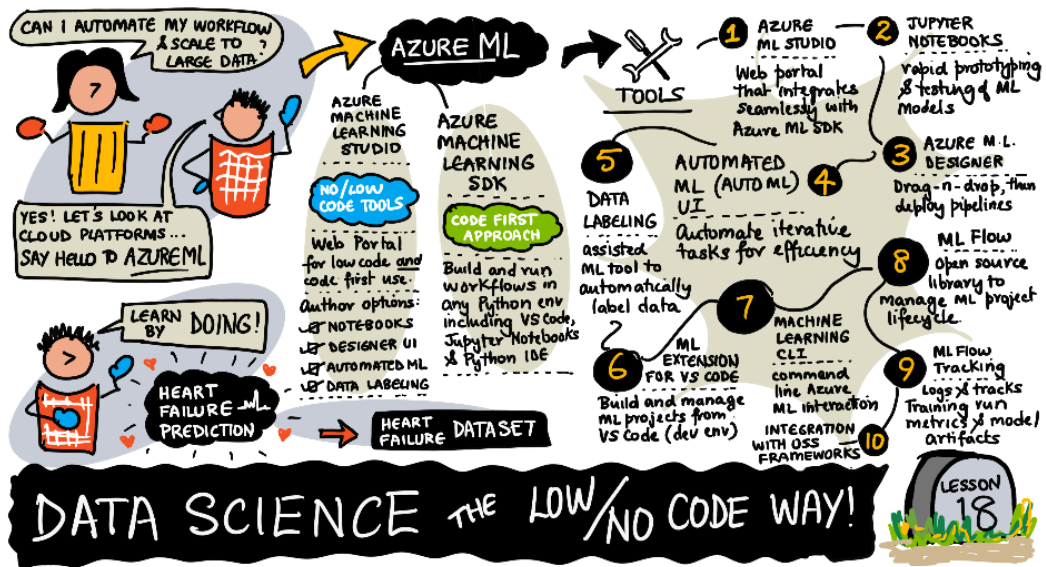 CAN I AUTOMATE MY WORKFLOW
& SCALE TO
LARGE DATA?
YES! LET'S LOOK AT
CLOUD PLATFORMS...
SAY HELLO TO AZURE ML
LEARN
BY DOING!
HEART
FAILURE
PREDICTION
HEART
FAILURE DATASET
AZURE ML
AZURE
MACHINE
LEARNING
STUDIO
NO/LOW
CODE TOOLS
Web Portal
for low code and
code first use.
Author options:
NOTEBOOKS
DESIGNER UI
AUTOMATED ML
DATA LABELING
AZURE
MACHINE
LEARNING
SDK
CODE FIRST
APPROACH
Build and run
workflows in
any Python env
including VS Code,
Jupyter Notebooks
& Python IDE
TOOLS
1
AZURE
ML STUDIO
Web portal
that integrates
seamlessly with
Azure ML SDK
2
JUPYTER
NOTEBOOKS
rapid prototyping
& testing of ML
models
3
AZURE M.L.
DESIGNER
Drag-n-drop, then
deploy pipelines
AUTOMATED
ML (AUTO ML) 4
UI
Automate iterative
tasks for efficiency
5
DATA
LABELING
assisted
ML tool to
automatically
label data
6
ML
EXTENSION
FOR VS CODE
Build and manage
ML projects from
VS Code (dev env)
7
MACHINE
LEARNING
CLI
command
line Azure
ML interaction
8
ML Flow
Open source
library to
manage ML project
lifecycle.
9
ML Flow
Tracking
Logs & tracks
Training run
metrics & model
artifacts
INTEGRATION
WITH OSS
FRAMEWORKS
10
DATA SCIENCE THE LOW/NO CODE WAY!
LESSON
18